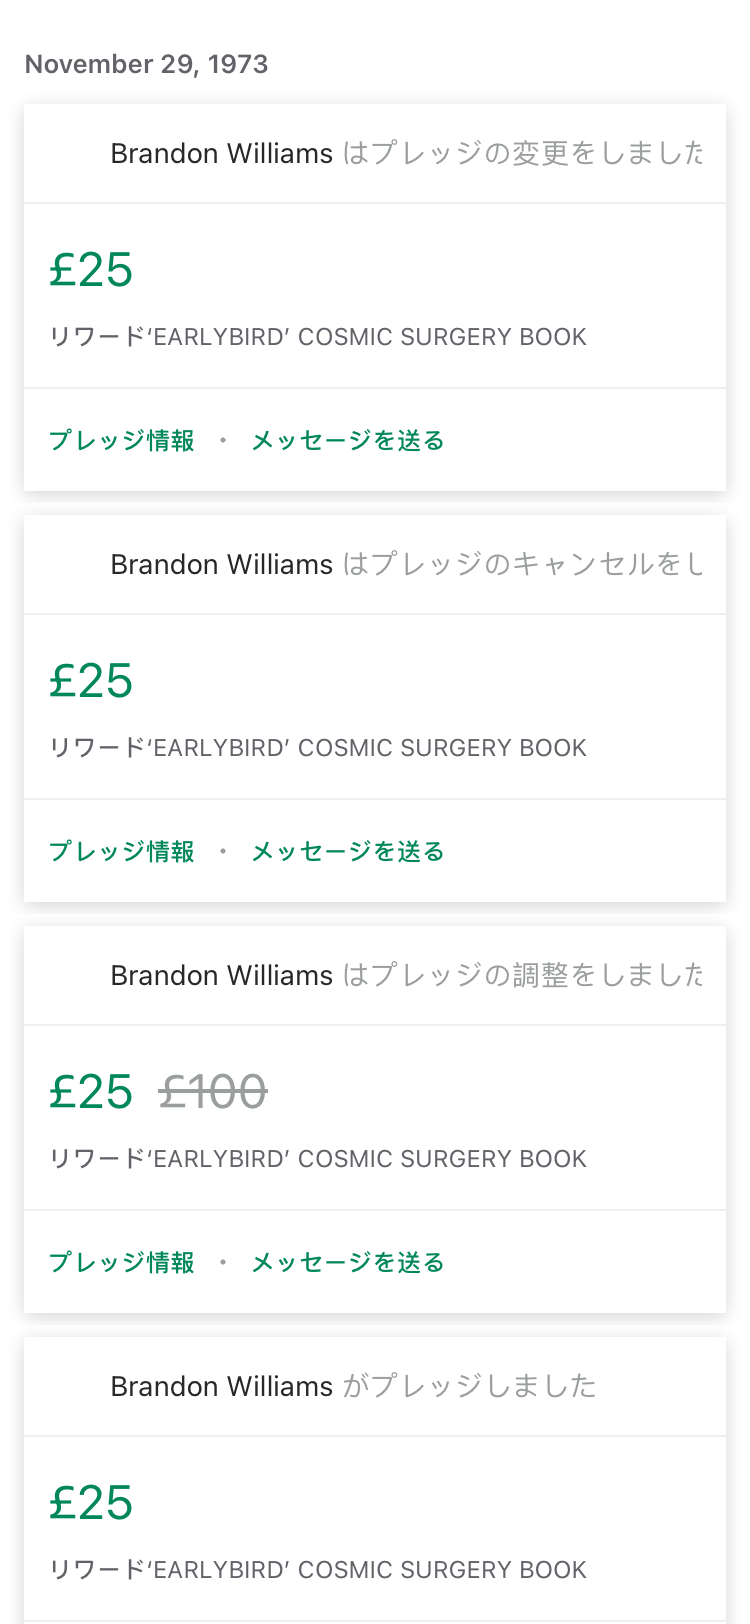 November 29, 1973
Brandon Williams はプレッジの変更をしました
£25
リワード‘EARLYBIRD’ COSMIC SURGERY BOOK
プレッジ情報 • メッセージを送る
Brandon Williams はプレッジのキャンセルをし
£25
リワード‘EARLYBIRD’ COSMIC SURGERY BOOK
プレッジ情報 • メッセージを送る
Brandon Williams はプレッジの調整をしました
£25 £100
リワード‘EARLYBIRD’ COSMIC SURGERY BOOK
プレッジ情報 • メッセージを送る
Brandon Williams がプレッジしました
£25
リワード‘EARLYBIRD’ COSMIC SURGERY BOOK